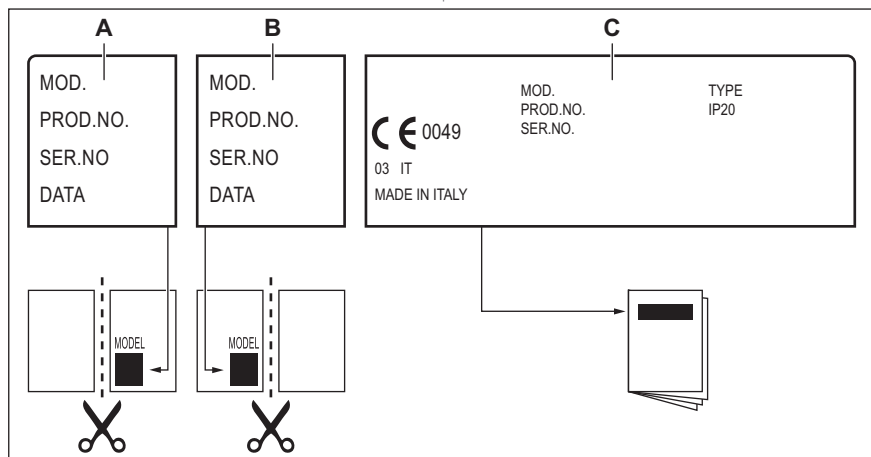 A
B
C
MOD.
PROD.NO.
SER.NO
DATA
MOD.
PROD.NO.
SER.NO
DATA
MOD.
PROD.NO.
SER.NO.
TYPE
IP20
CE 0049
03 IT
MADE IN ITALY
MODEL
MODEL